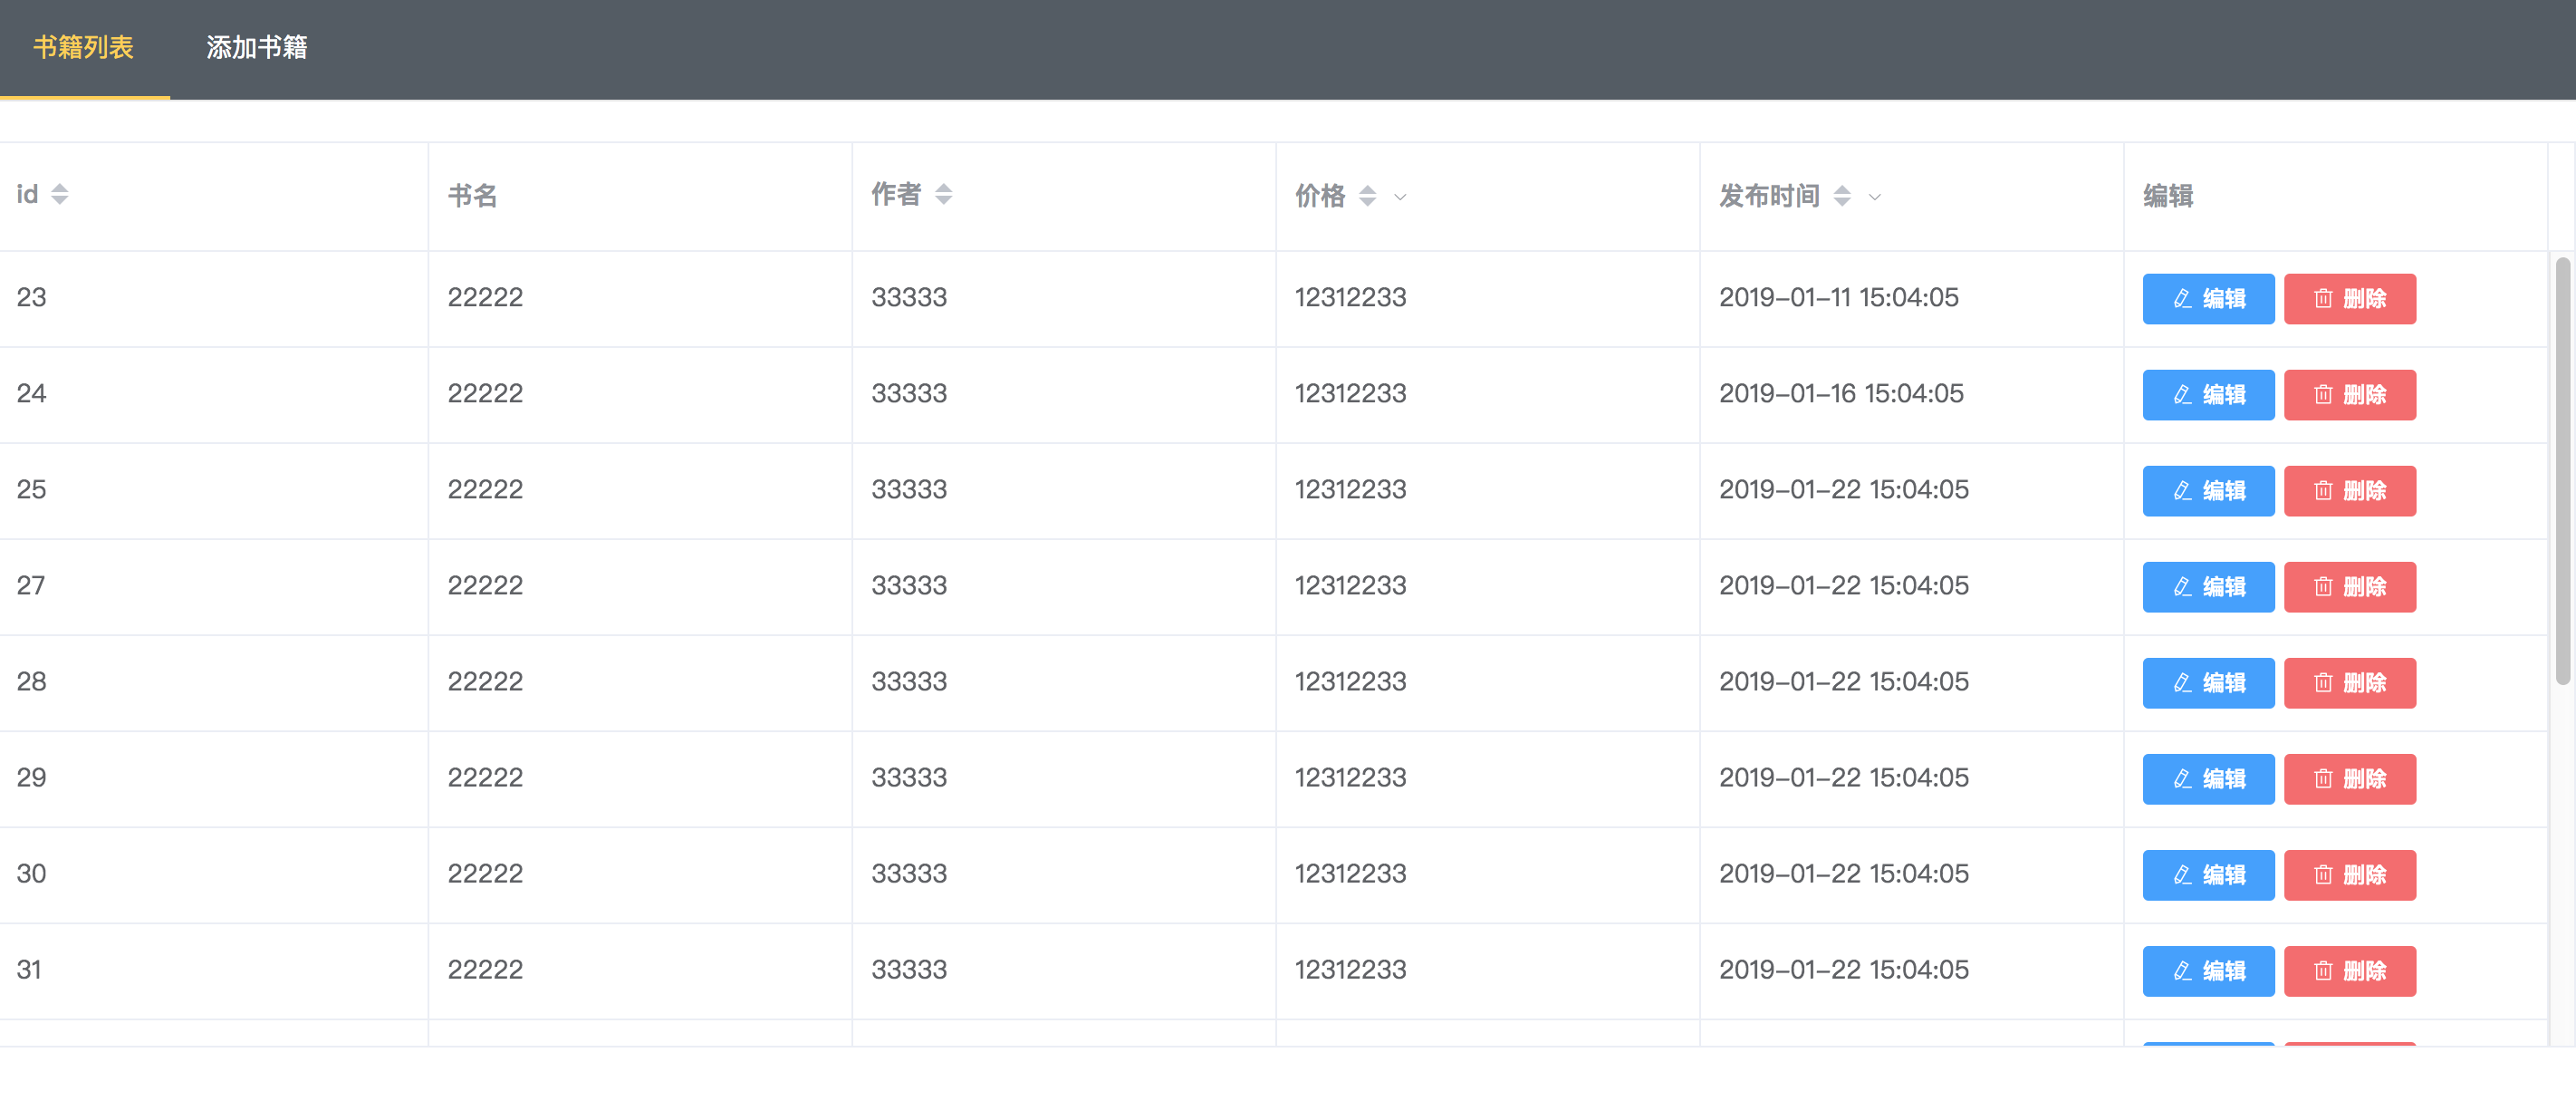 书籍列表 添加书籍
id 书名 作者 价格 发布时间 编辑
23 22222 33333 12312233 2019-01-11 15:04:05 编辑 删除
24 22222 33333 12312233 2019-01-16 15:04:05 编辑 删除
25 22222 33333 12312233 2019-01-22 15:04:05 编辑 删除
27 22222 33333 12312233 2019-01-22 15:04:05 编辑 删除
28 22222 33333 12312233 2019-01-22 15:04:05 编辑 删除
29 22222 33333 12312233 2019-01-22 15:04:05 编辑 删除
30 22222 33333 12312233 2019-01-22 15:04:05 编辑 删除
31 22222 33333 12312233 2019-01-22 15:04:05 编辑 删除